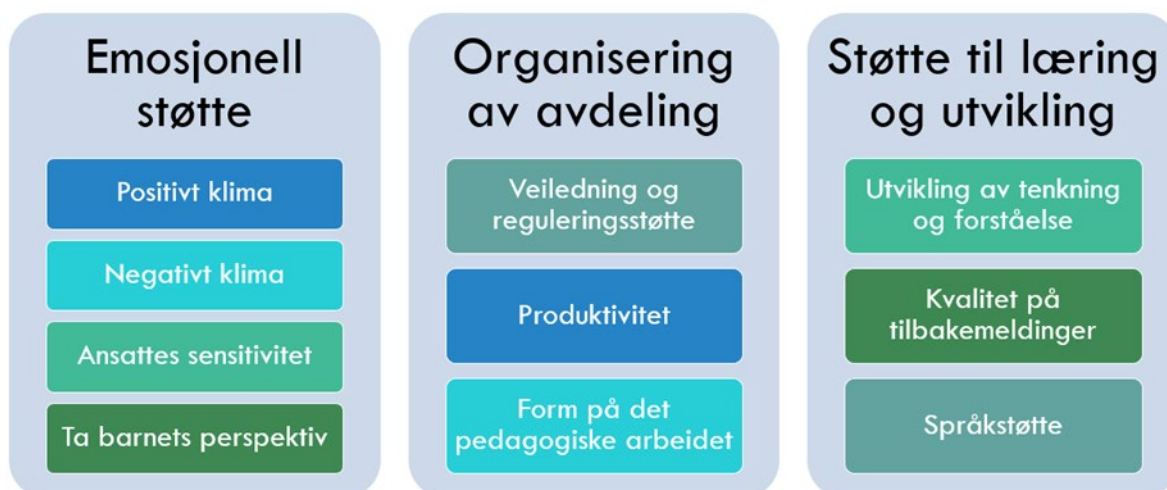 Emosjonell
støtte
Positivt klima
Negativt klima
Ansattes sensitivitet
Ta barnets perspektiv
Organisering
av avdeling
Veiledning og
reguleringsstøtte
Produktivitet
Form på det
pedagogiske arbeidet
Støtte til læring
og utvikling
Utvikling av tenkning
og forståelse
Kvalitet på
tilbakemeldinger
Språkstøtte